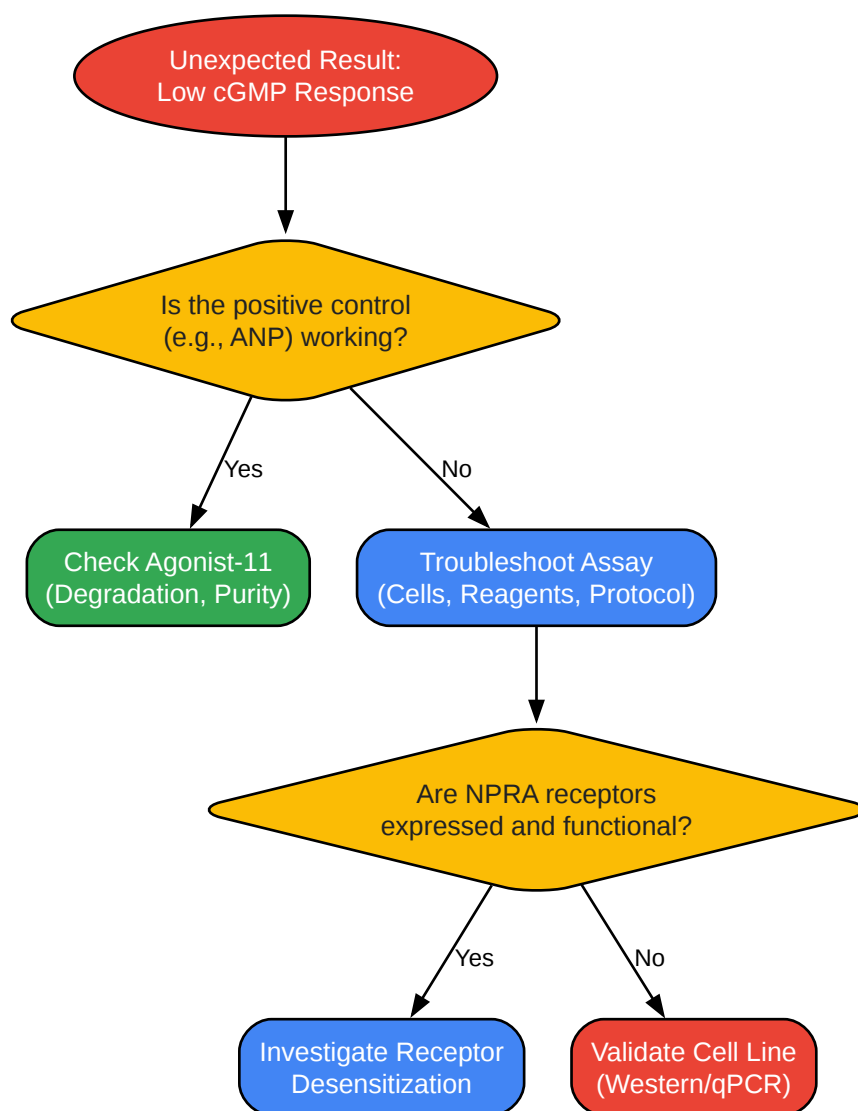 Unexpected Result:
Low cGMP Response
Is the positive control
(e.g., ANP) working?
Yes
No
Check Agonist-11
(Degradation, Purity)
Troubleshoot Assay
(Cells, Reagents, Protocol)
Are NPRA receptors
expressed and functional?
Yes
No
Investigate Receptor
Desensitization
Validate Cell Line
(Western/qPCR)